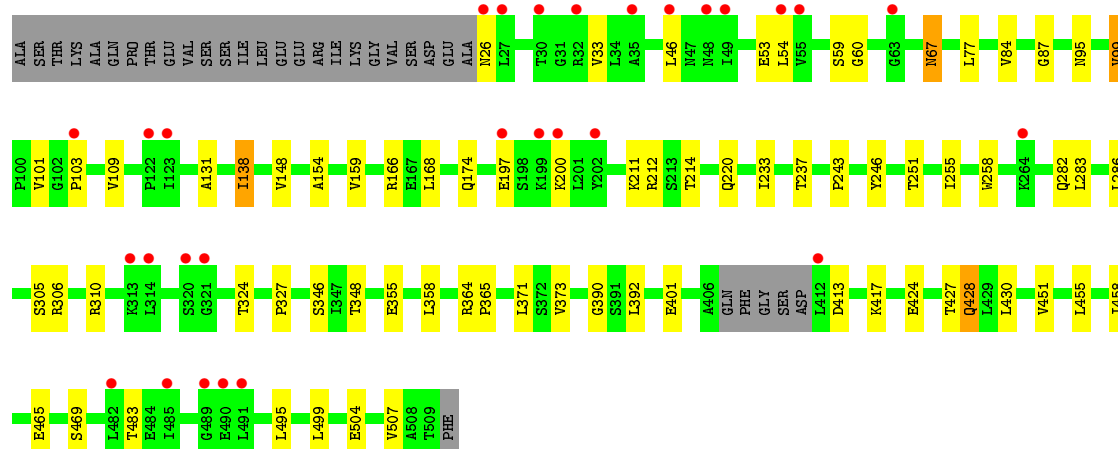 ALA SER THR LYS ALA ALA GLN PRO THR GLU VAL SER SER ILE LEU GLU GLU ARG ILE LYS GLY VAL SER ASP GLU ALA N26 L27 T30 G31 R32 V33 L34 A35 L46 N47 N48 I49 E53 L54 V55 S59 G60 G63 N67 L77 V84 G87 N95 V99
P100 V101 G102 P103 V109 P122 I123 A131 I138 V148 A154 V159 R166 E167 L168 Q174 E197 S198 K199 K200 L201 Y202 K211 R212 S213 T214 Q220 I233 T237 P243 Y246 T251 I255 W258 K264 Q282 L283 L286
S305 R306 R310 K313 L314 S320 G321 T324 P327 S346 I347 T348 E355 L358 R364 P365 L371 S372 V373 G390 S391 L392 E401 A406 GLN PHE GLY SER ASP L412 D413 K417 E424 T427 Q428 L429 L430 V451 L455
E465 S469 L482 T483 E484 I485 G489 E490 L491 L495 L499 E504 V507 A508 T509 PHE